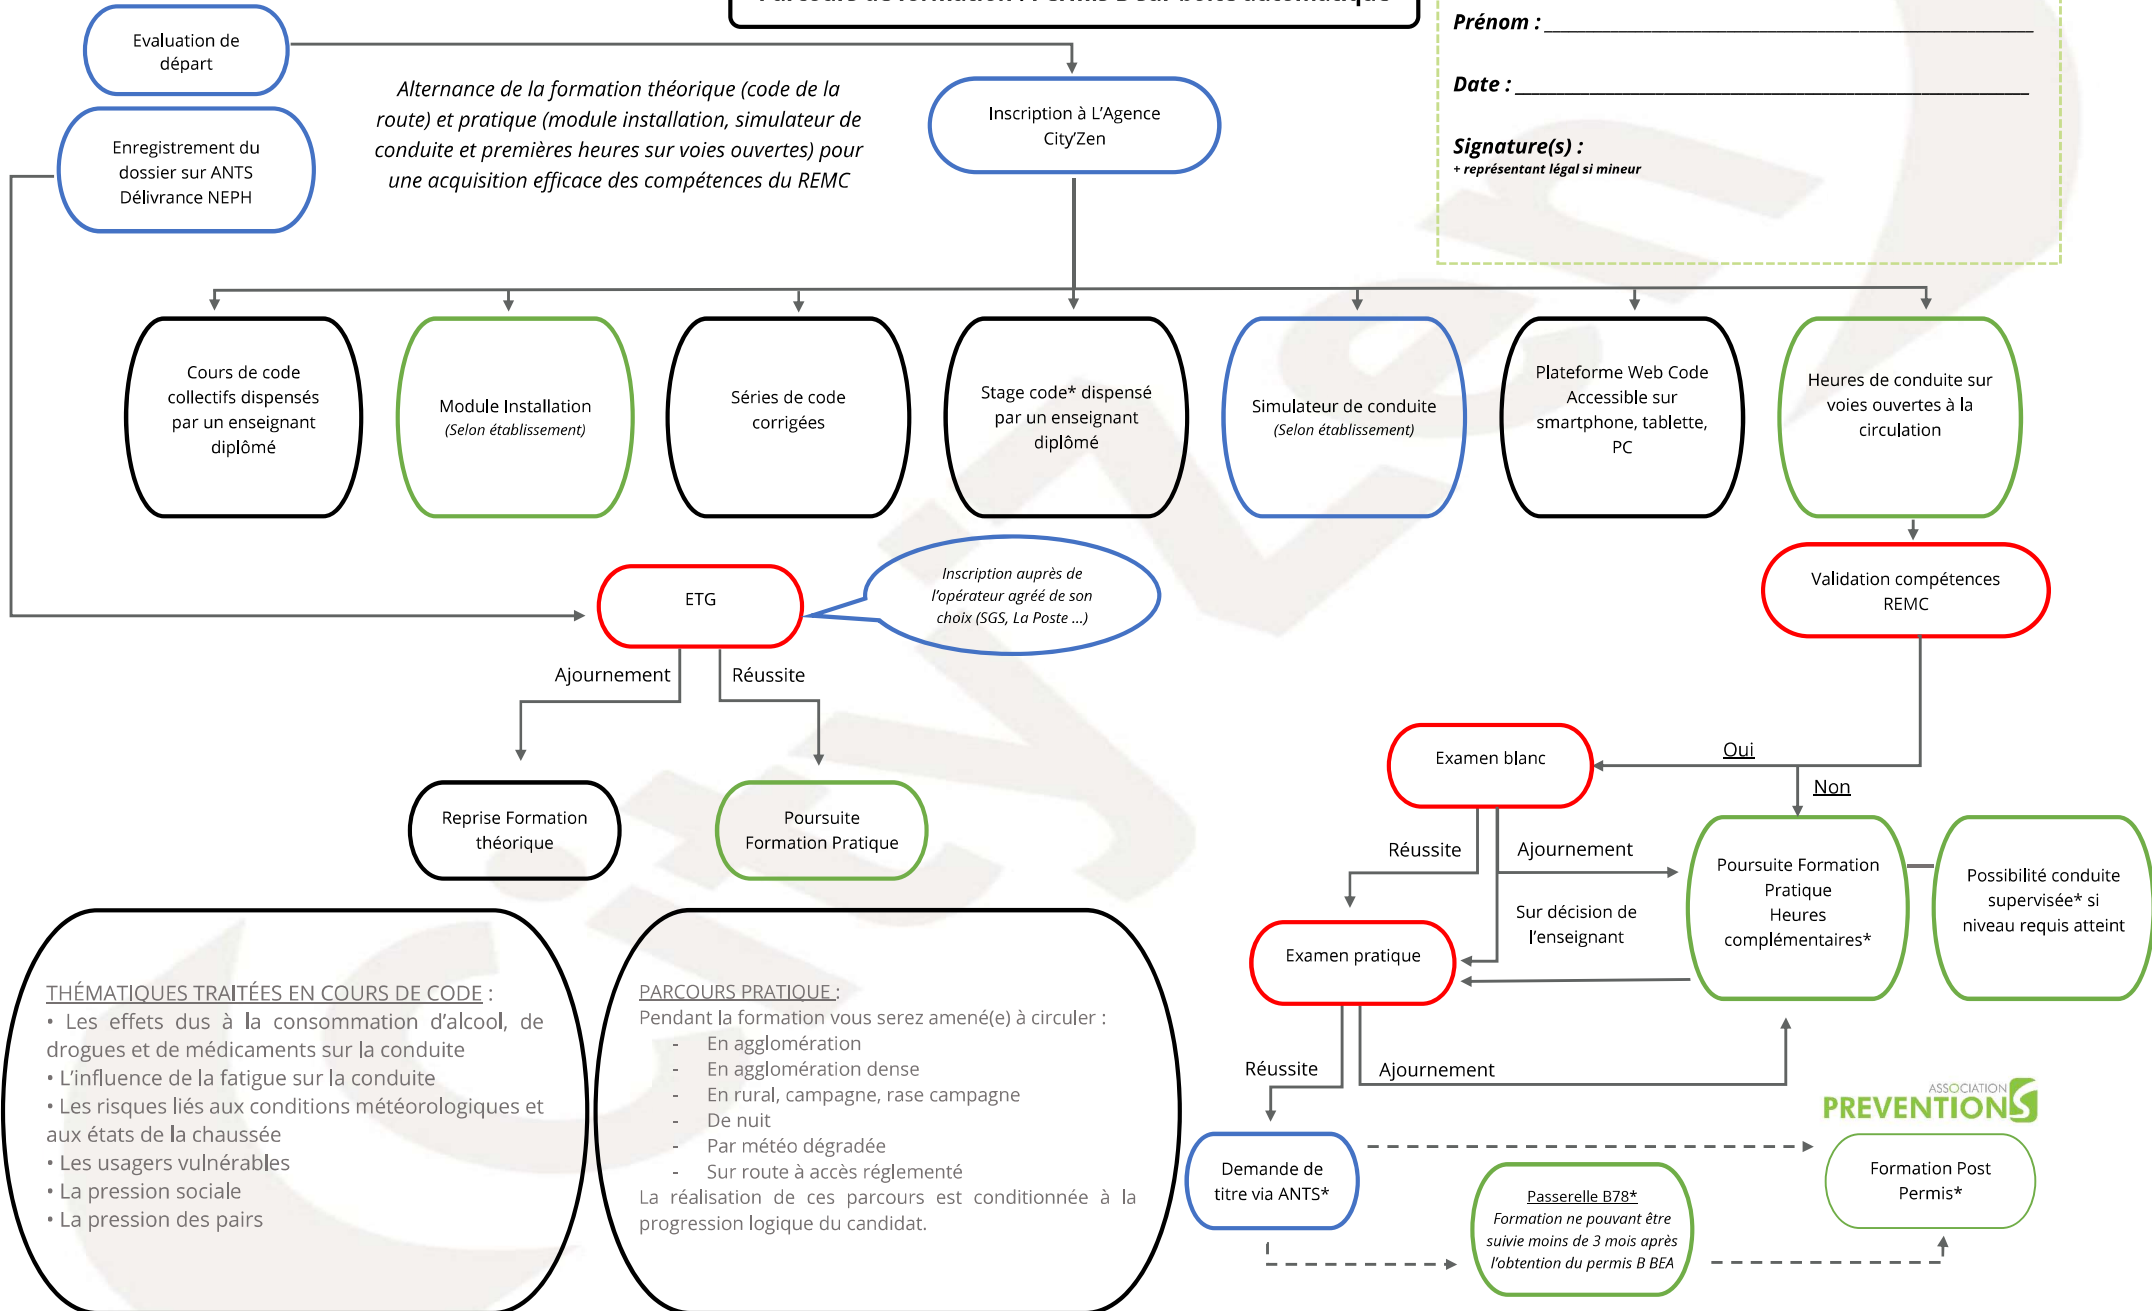 Parcours de formation : Permis B sur boîte automatique
Prénom :
Date :
Signature(s) :
+ représentant légal si mineur
Evaluation de
départ
Enregistrement du
dossier sur ANTS
Délivrance NEPH
Alternance de la formation théorique (code de la
route) et pratique (module installation, simulateur de
conduite et premières heures sur voies ouvertes) pour
une acquisition efficace des compétences du REMC
Inscription à L'Agence
City'Zen
Cours de code
collectifs dispensés
par un enseignant
diplômé
Module Installation
(Selon établissement)
Séries de code
corrigées
Stage code* dispensé
par un enseignant
diplômé
Simulateur de conduite
(Selon établissement)
Plateforme Web Code
Accessible sur
smartphone, tablette,
PC
Heures de conduite sur
voies ouvertes à la
circulation
ETG
Inscription auprès de
l'opérateur agréé de son
choix (SGS, La Poste ...)
Validation compétences
REMC
Ajournement
Réussite
Reprise Formation
théorique
Poursuite
Formation Pratique
Examen blanc
Oui
Non
Réussite
Ajournement
Sur décision de
l'enseignant
Poursuite Formation
Pratique
Heures
complémentaires*
Possibilité conduite
supervisée* si
niveau requis atteint
Examen pratique
Réussite
Ajournement
THÉMATIQUES TRAITÉES EN COURS DE CODE :
• Les effets dus à la consommation d'alcool, de
drogues et de médicaments sur la conduite
• L'influence de la fatigue sur la conduite
• Les risques liés aux conditions météorologiques et
aux états de la chaussée
• Les usagers vulnérables
• La pression sociale
• La pression des pairs
PARCOURS PRATIQUE :
Pendant la formation vous serez amené(e) à circuler :
- En agglomération
- En agglomération dense
- En rural, campagne, rase campagne
- De nuit
- Par météo dégradée
- Sur route à accès réglementé
La réalisation de ces parcours est conditionnée à la
progression logique du candidat.
Demande de
titre via ANTS*
Passerelle B78*
Formation ne pouvant être
suivie moins de 3 mois après
l'obtention du permis B BEA
ASSOCIATION
PREVENTIONS
Formation Post
Permis*
City'Zen